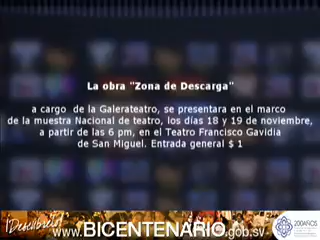 La obra "Zona de Descarga"
a cargo de la Galerateatro, se presentara en el marco
de la muestra Nacional de teatro, los días 18 y 19 de noviembre,
a partir de las 6 pm, en el Teatro Francisco Gavidia
de San Miguel. Entrada general $ 1
¡Descúbrelo!
www.BICENTENARIO.gob.sv
200AÑOS